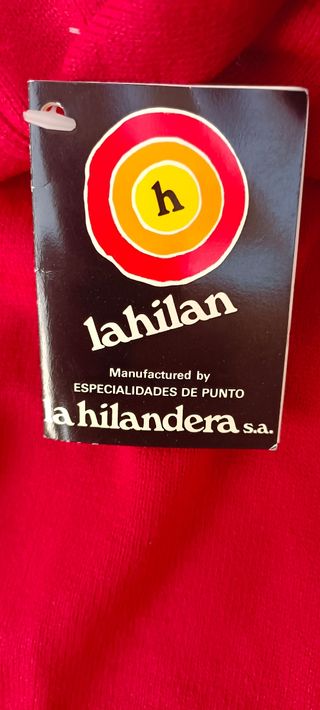 h
lahilan
Manufactured by
ESPECIALIDADES DE PUNTO
la hilandera s.a.